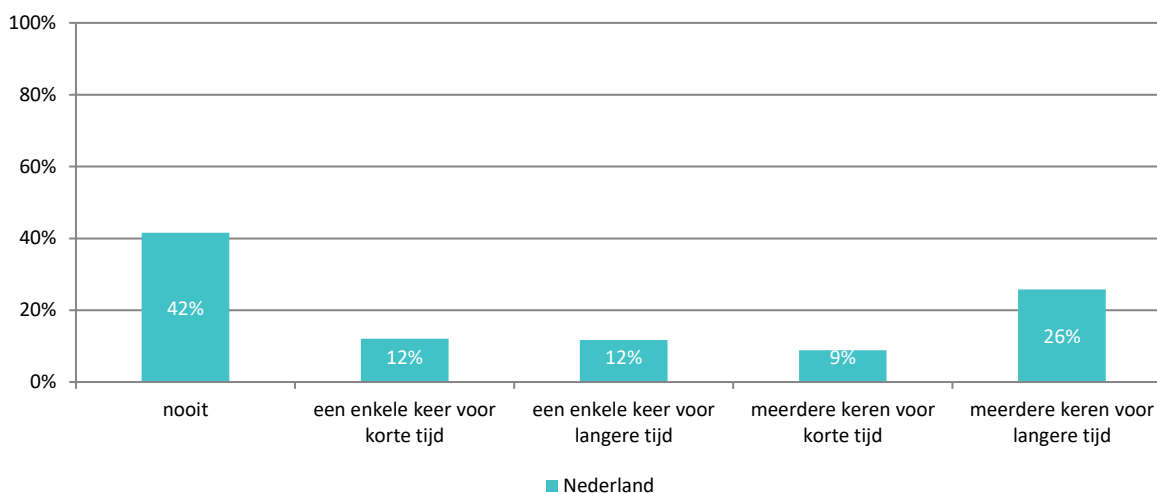 100%
80%
60%
40%
20%
0%
42%
12%
12%
9%
26%
nooit
een enkele keer voor
korte tijd
een enkele keer voor
langere tijd
meerdere keren voor
korte tijd
meerdere keren voor
langere tijd
Nederland